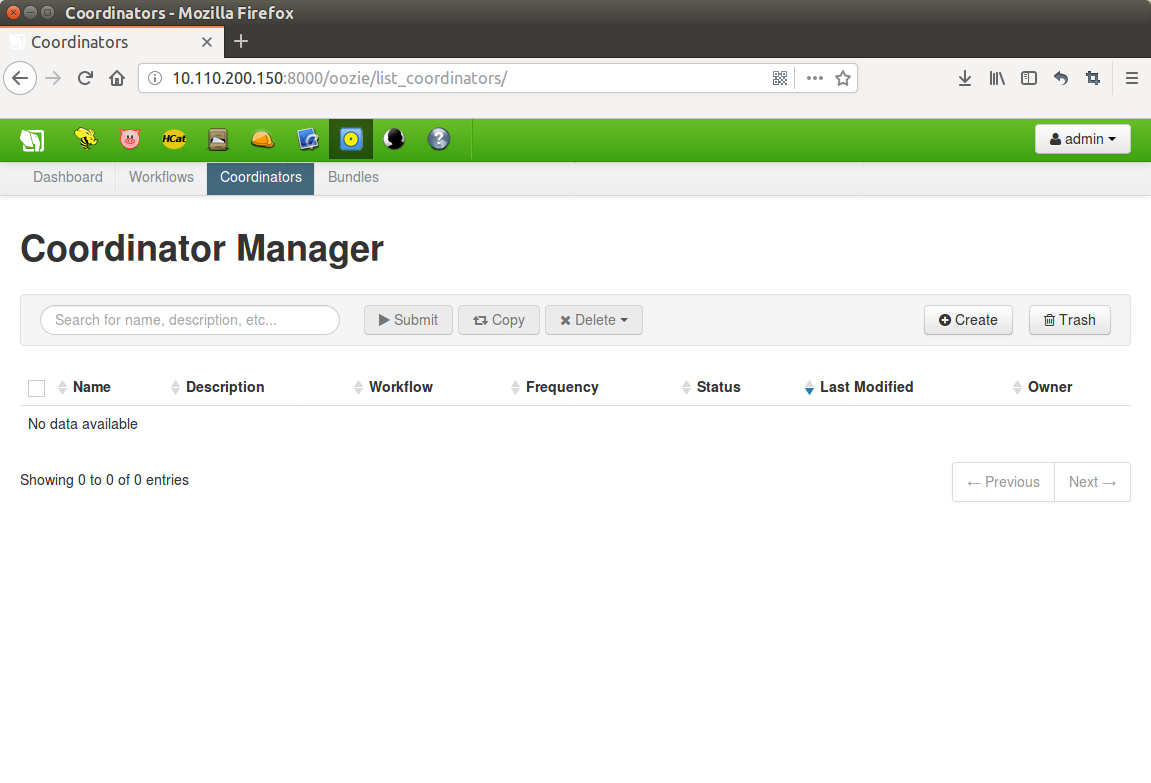 Coordinators - Mozilla Firefox
Coordinators
10.110.200.150:8000/oozie/list_coordinators/
HCat
admin
Dashboard Workflows Coordinators Bundles
Coordinator Manager
Search for name, description, etc... Submit Copy Delete Create Trash
Name Description Workflow Frequency Status Last Modified Owner
No data available
Showing 0 to 0 of 0 entries
← Previous Next →